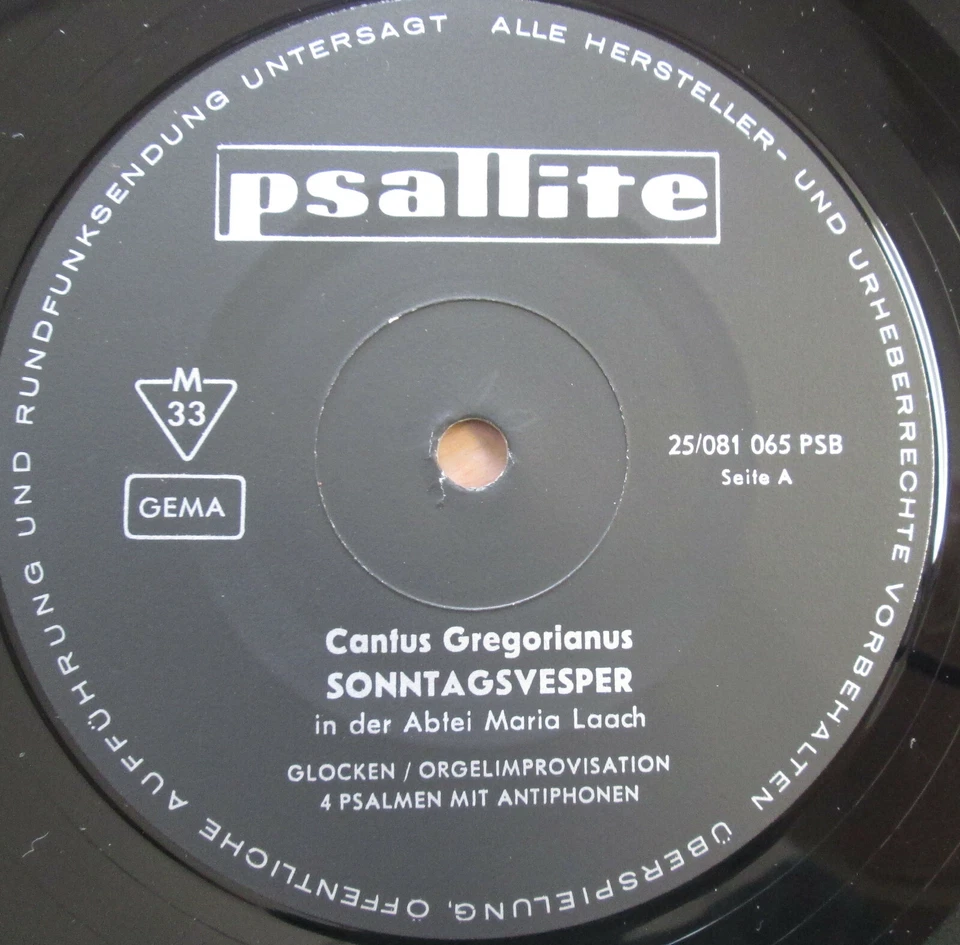 ALLE HERSTELLER- UND URHEBERRECHTE VORBEHALTEN ÜBERSPIELUNG, ÖFFENTLICHE AUFFÜHRUNG UND RUNDFUNKSENDUNG UNTERSAGT
psallite
M
33
GEMA
25/081 065 PSB
Seite A
Cantus Gregorianus
SONNTAGSVESPER
in der Abtei Maria Laach
GLOCKEN / ORGELIMPROVISATION
4 PSALMEN MIT ANTIPHONEN